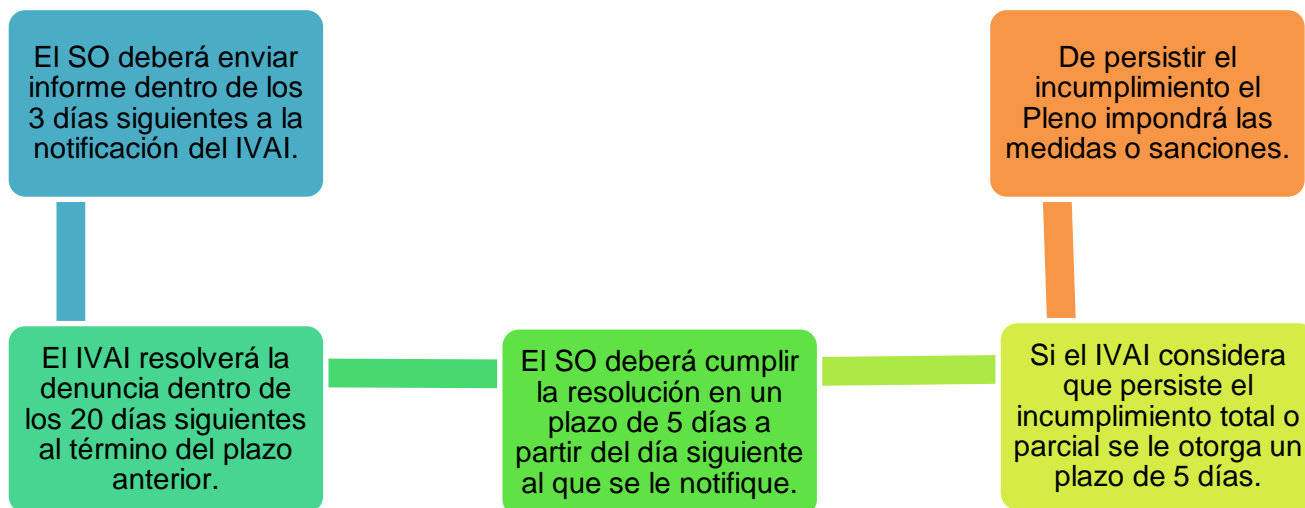 El SO deberá enviar
informe dentro de los
3 días siguientes a la
notificación del IVAI.
El IVAI resolverá la
denuncia dentro de
los 20 días siguientes
al término del plazo
anterior.
El SO deberá cumplir
la resolución en un
plazo de 5 días a
partir del día siguiente
al que se le notifique.
Si el IVAI considera
que persiste el
incumplimiento total o
parcial se le otorga un
plazo de 5 días.
De persistir el
incumplimiento el
Pleno impondrá las
medidas o sanciones.